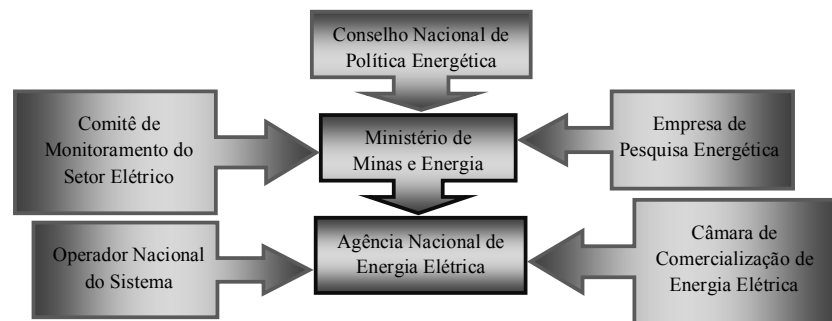 Conselho Nacional de
Política Energética
Comitê de
Monitoramento do
Setor Elétrico
Ministério de
Minas e Energia
Empresa de
Pesquisa Energética
Operador Nacional
do Sistema
Agência Nacional de
Energia Elétrica
Câmara de
Comercialização de
Energia Elétrica